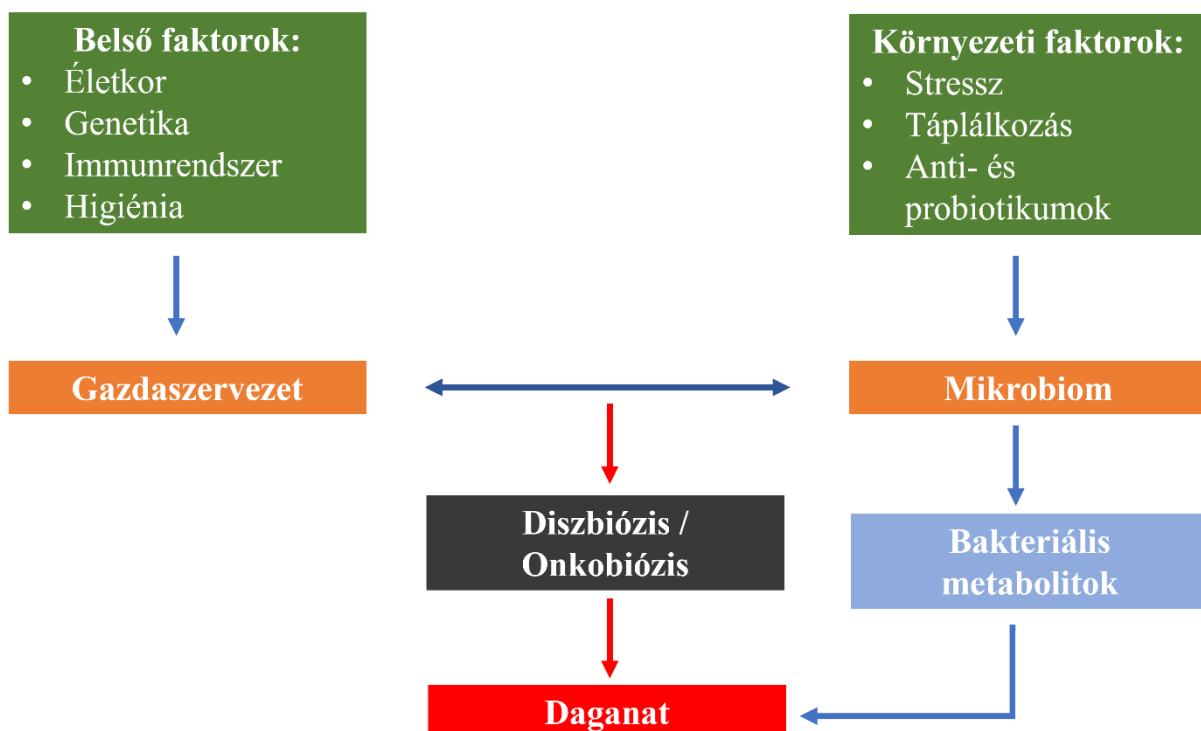 Belső faktorok:
• Életkor
• Genetika
• Immunrendszer
• Higiénia
Környezeti faktorok:
• Stressz
• Táplálkozás
• Anti- és
probiotikumok
Gazdaszervezet
Mikrobiom
Diszbiózis /
Onkobiózis
Bakteriális
metabolitok
Daganat